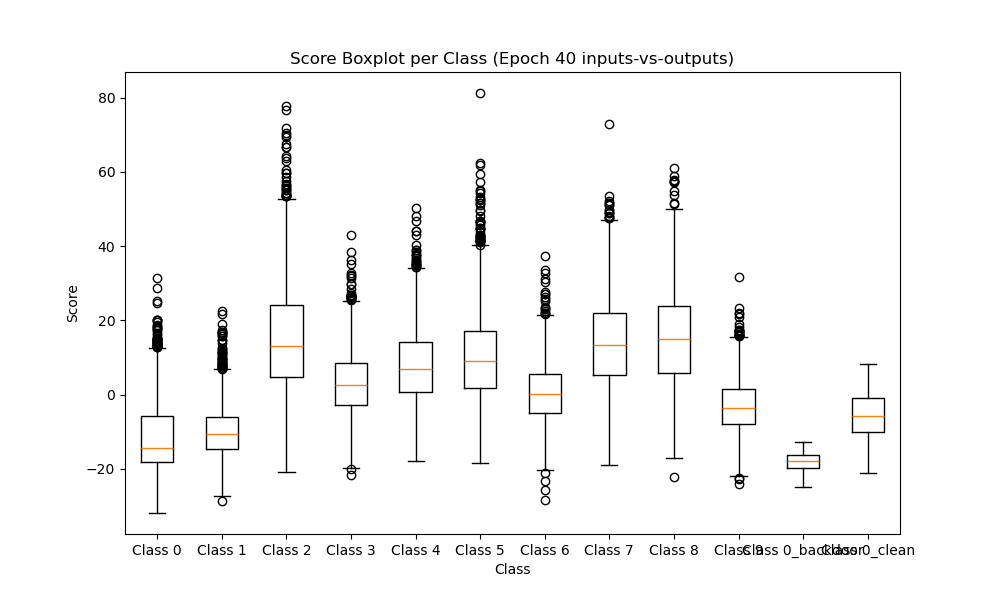 Score Boxplot per Class (Epoch 40 inputs-vs-outputs)
80
60
40
20
0
−20
Score
Class 0 Class 1 Class 2 Class 3 Class 4 Class 5 Class 6 Class 7 Class 8 Class 9 Class 0_backdoor Class 0_clean
Class